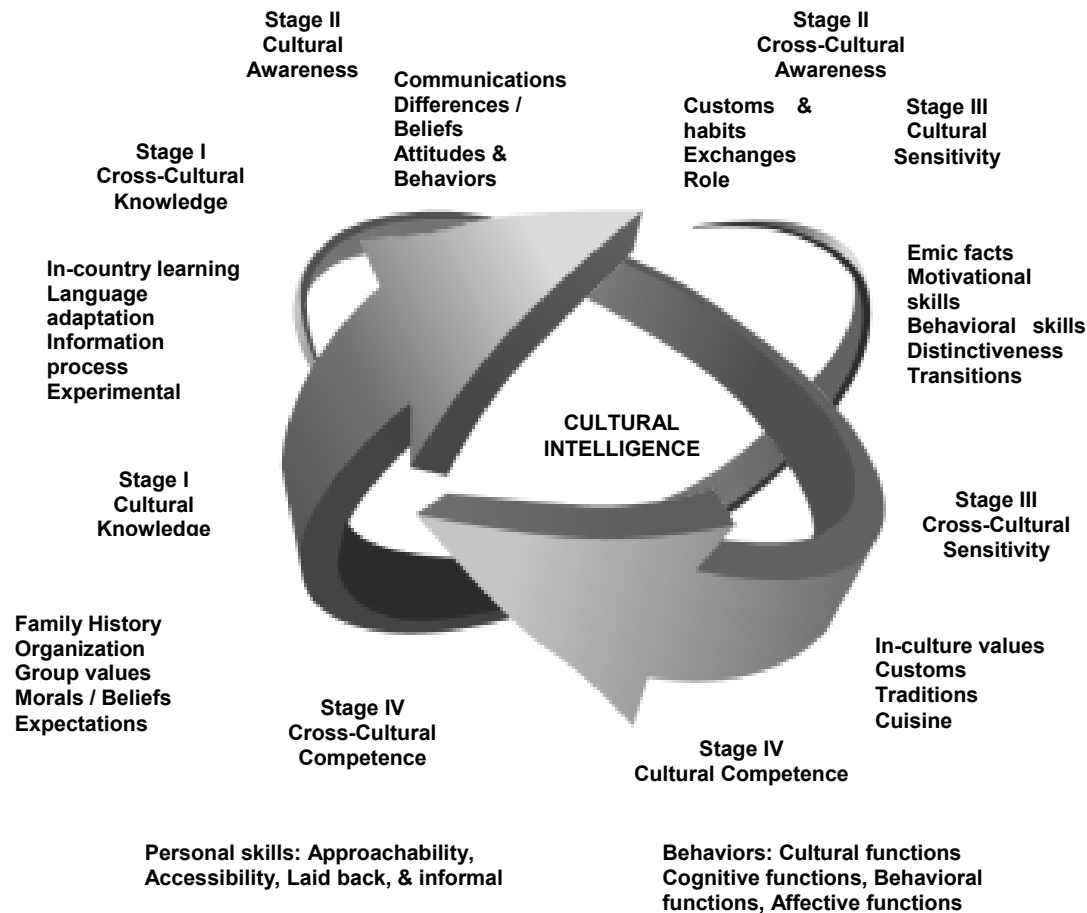 Stage II
Cultural
Awareness
Communications
Differences /
Beliefs
Attitudes &
Behaviors
Stage II
Cross-Cultural
Awareness
Customs & 
habits
Exchanges
Role
Stage III
Cultural
Sensitivity
Stage I
Cross-Cultural
Knowledge
In-country learning
Language
adaptation
Information
process
Experimental
Emic facts
Motivational
skills
Behavioral skills
Distinctiveness
Transitions
CULTURAL
INTELLIGENCE
Stage I
Cultural
Knowledge
Stage III
Cross-Cultural
Sensitivity
Family History
Organization
Group values
Morals / Beliefs
Expectations
In-culture values
Customs
Traditions
Cuisine
Stage IV
Cross-Cultural
Competence
Stage IV
Cultural Competence
Personal skills: Approachability,
Accessibility, Laid back, & informal
Behaviors: Cultural functions
Cognitive functions, Behavioral
functions, Affective functions